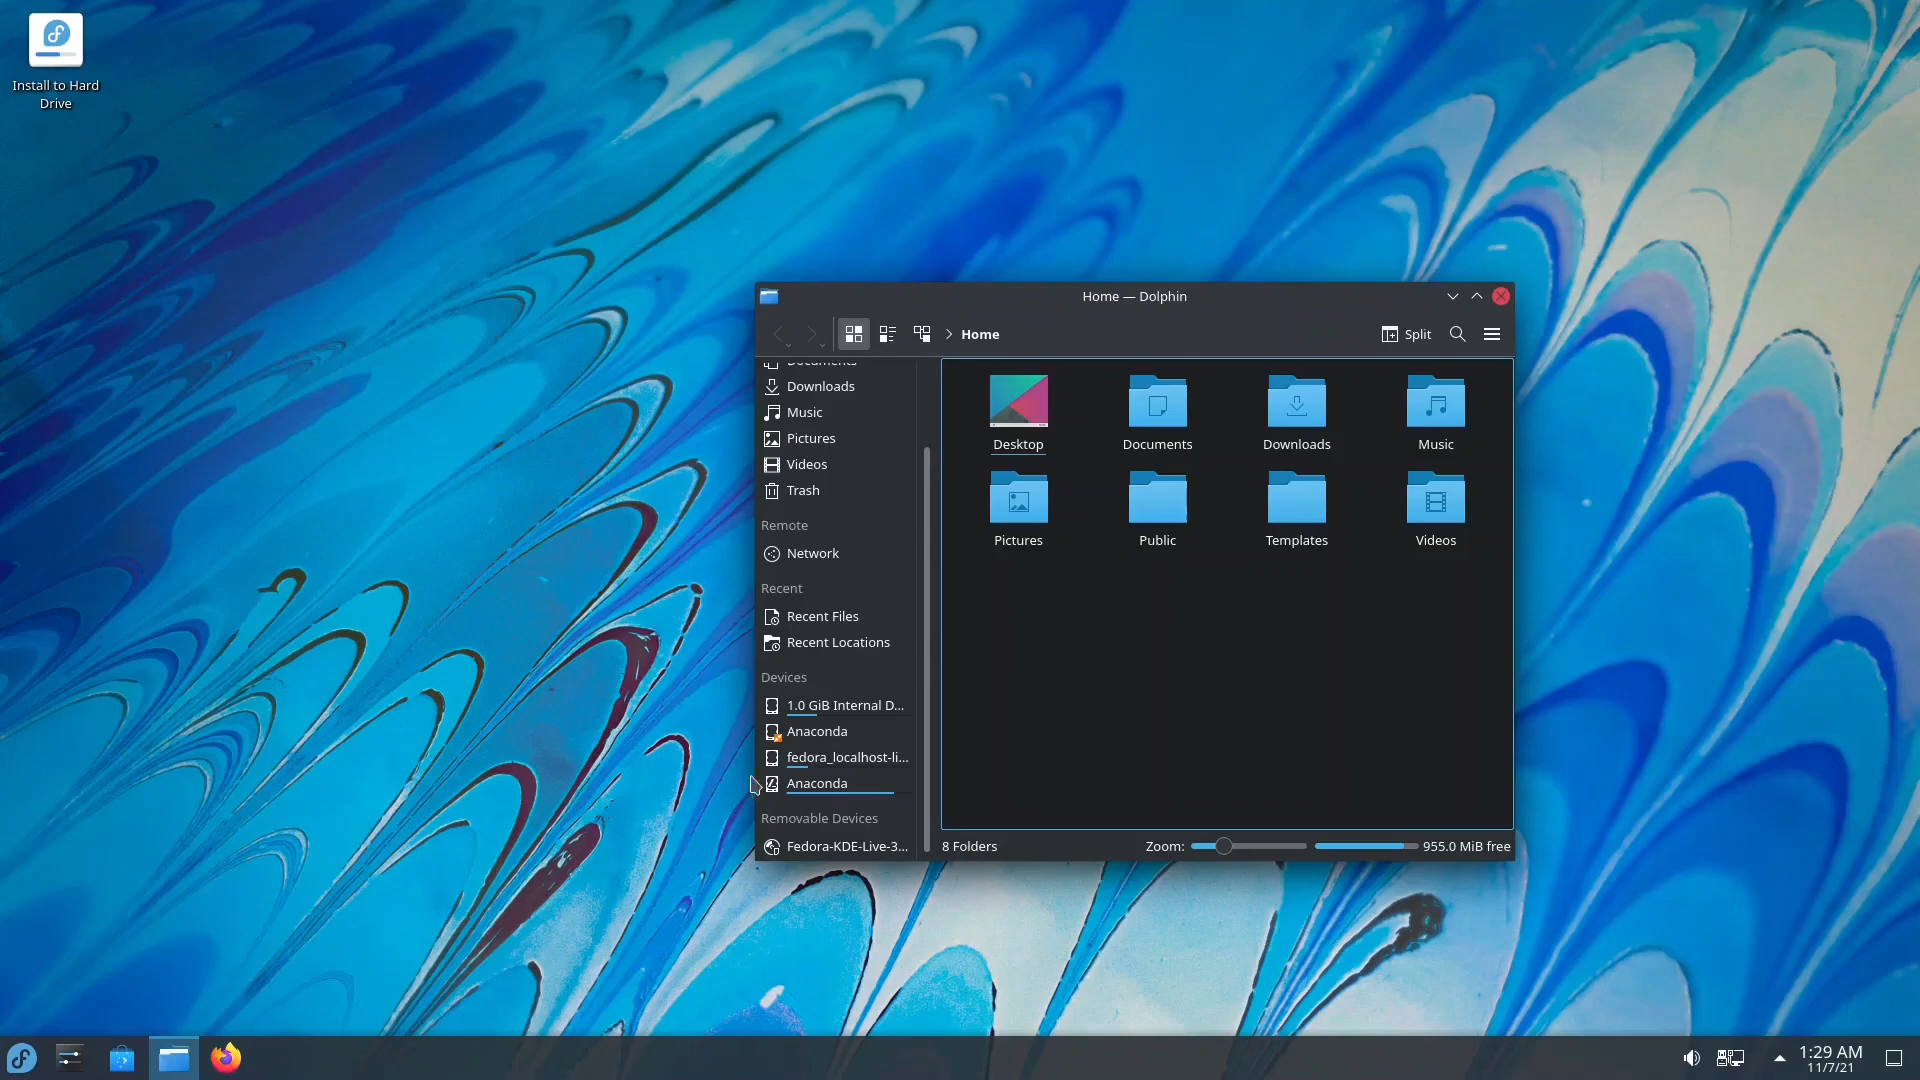 Install to Hard
Drive
Home — Dolphin
Home
Split
Downloads
Music
Pictures
Videos
Trash
Remote
Network
Recent
Recent Files
Recent Locations
Devices
1.0 GiB Internal D...
Anaconda
fedora_localhost-li...
Anaconda
Removable Devices
Fedora-KDE-Live-3...
Desktop
Documents
Downloads
Music
Pictures
Public
Templates
Videos
8 Folders
Zoom:
955.0 MiB free
1:29 AM
11/7/21